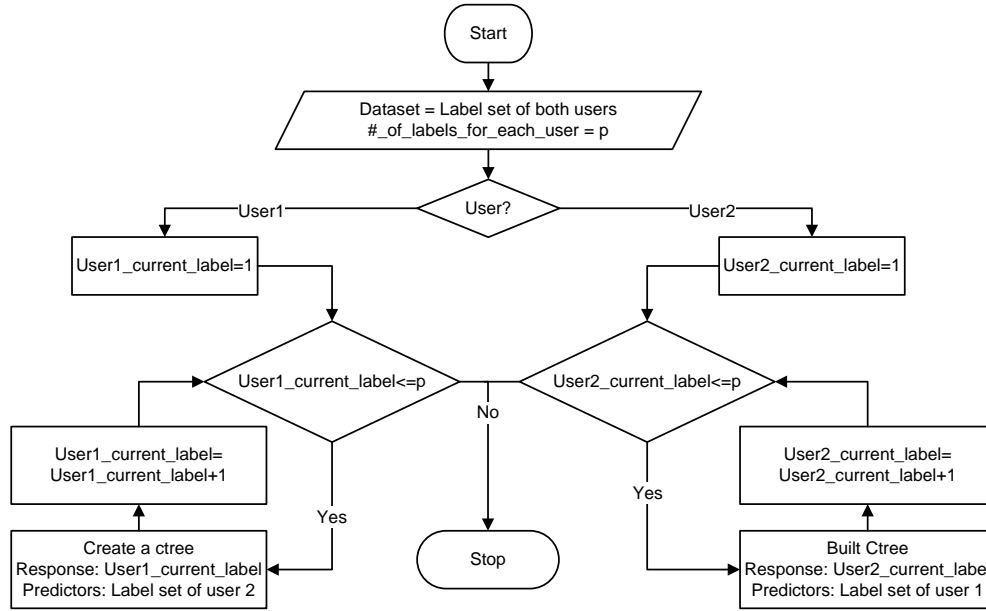 Start
Dataset = Label set of both users
#_of_labels_for_each_user = p
User?
User1
User2
User1_current_label=1
User2_current_label=1
User1_current_label<=p
User2_current_label<=p
No
User1_current_label=
User1_current_label+1
User2_current_label=
User2_current_label+1
Yes
Yes
Create a ctree
Response: User1_current_label
Predictors: Label set of user 2
Stop
Built Ctree
Response: User2_current_label
Predictors: Label set of user 1